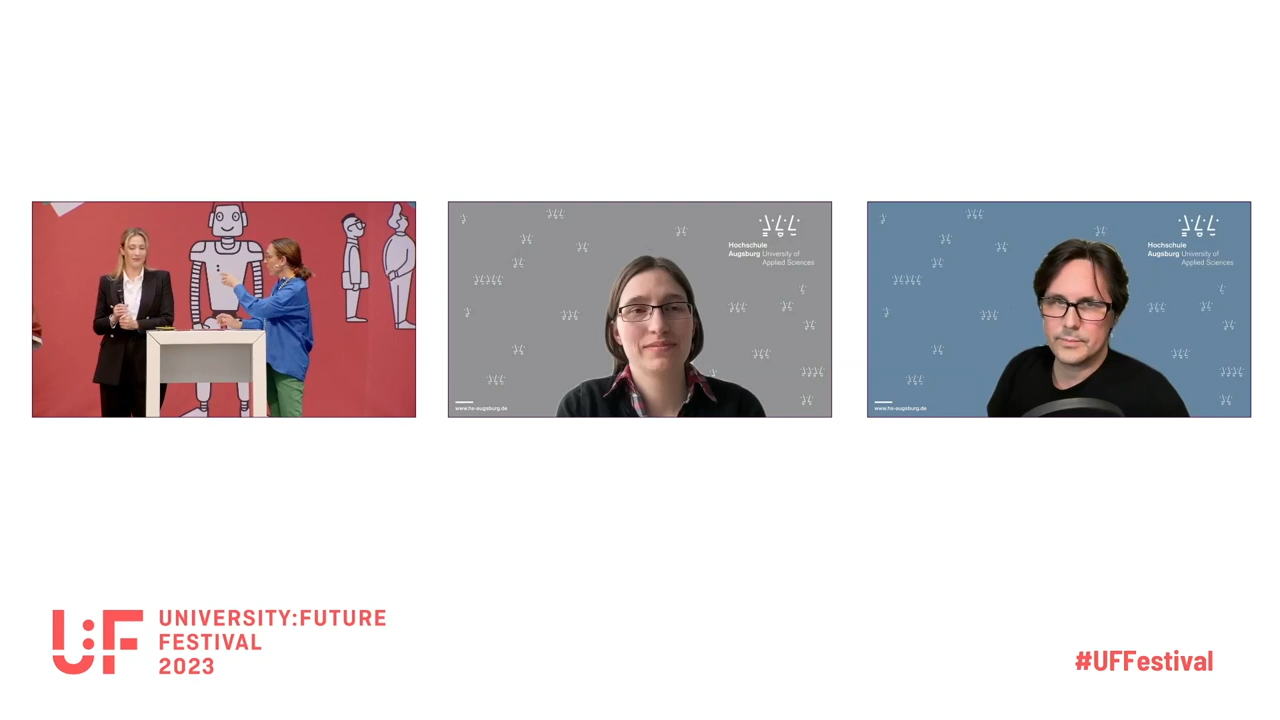 Hochschule
Augsburg University of
Applied Sciences
www.hs-augsburg.de
Hochschule
Augsburg University of
Applied Sciences
www.hs-augsburg.de
U:F
UNIVERSITY:FUTURE
FESTIVAL
2023
#UFFestival